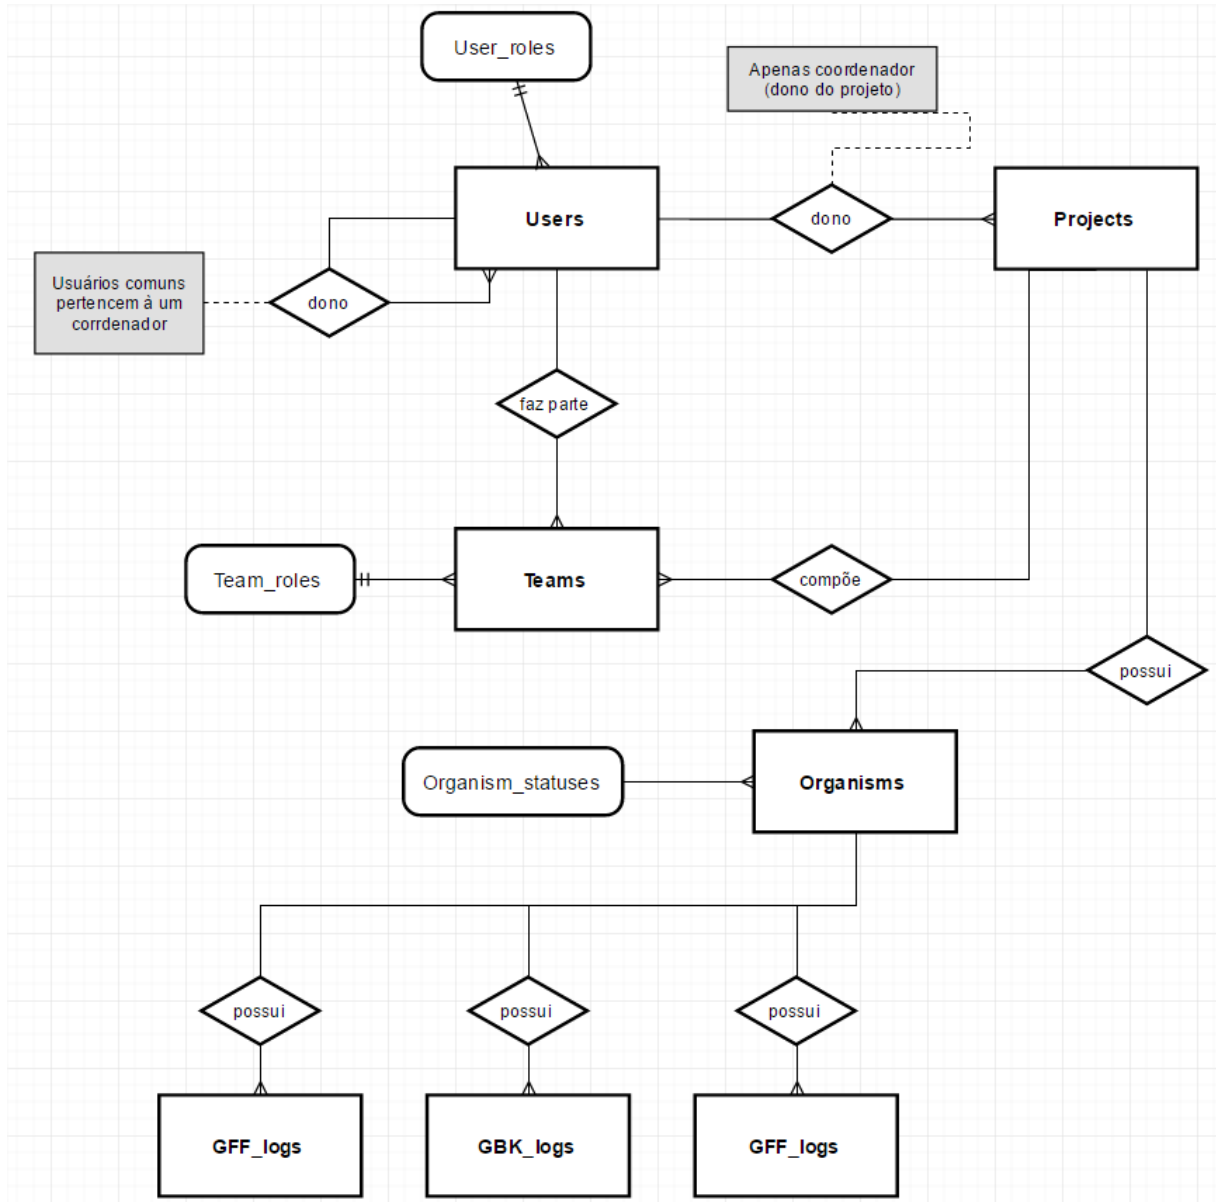 User_roles
Apenas coordenador
(dono do projeto)
Users
dono
Projects
Usuários comuns
pertencem à um
corrdenador
dono
faz parte
Team_roles
Teams
compõe
possui
Organism_statuses
Organisms
possui
possui
possui
GFF_logs
GBK_logs
GFF_logs